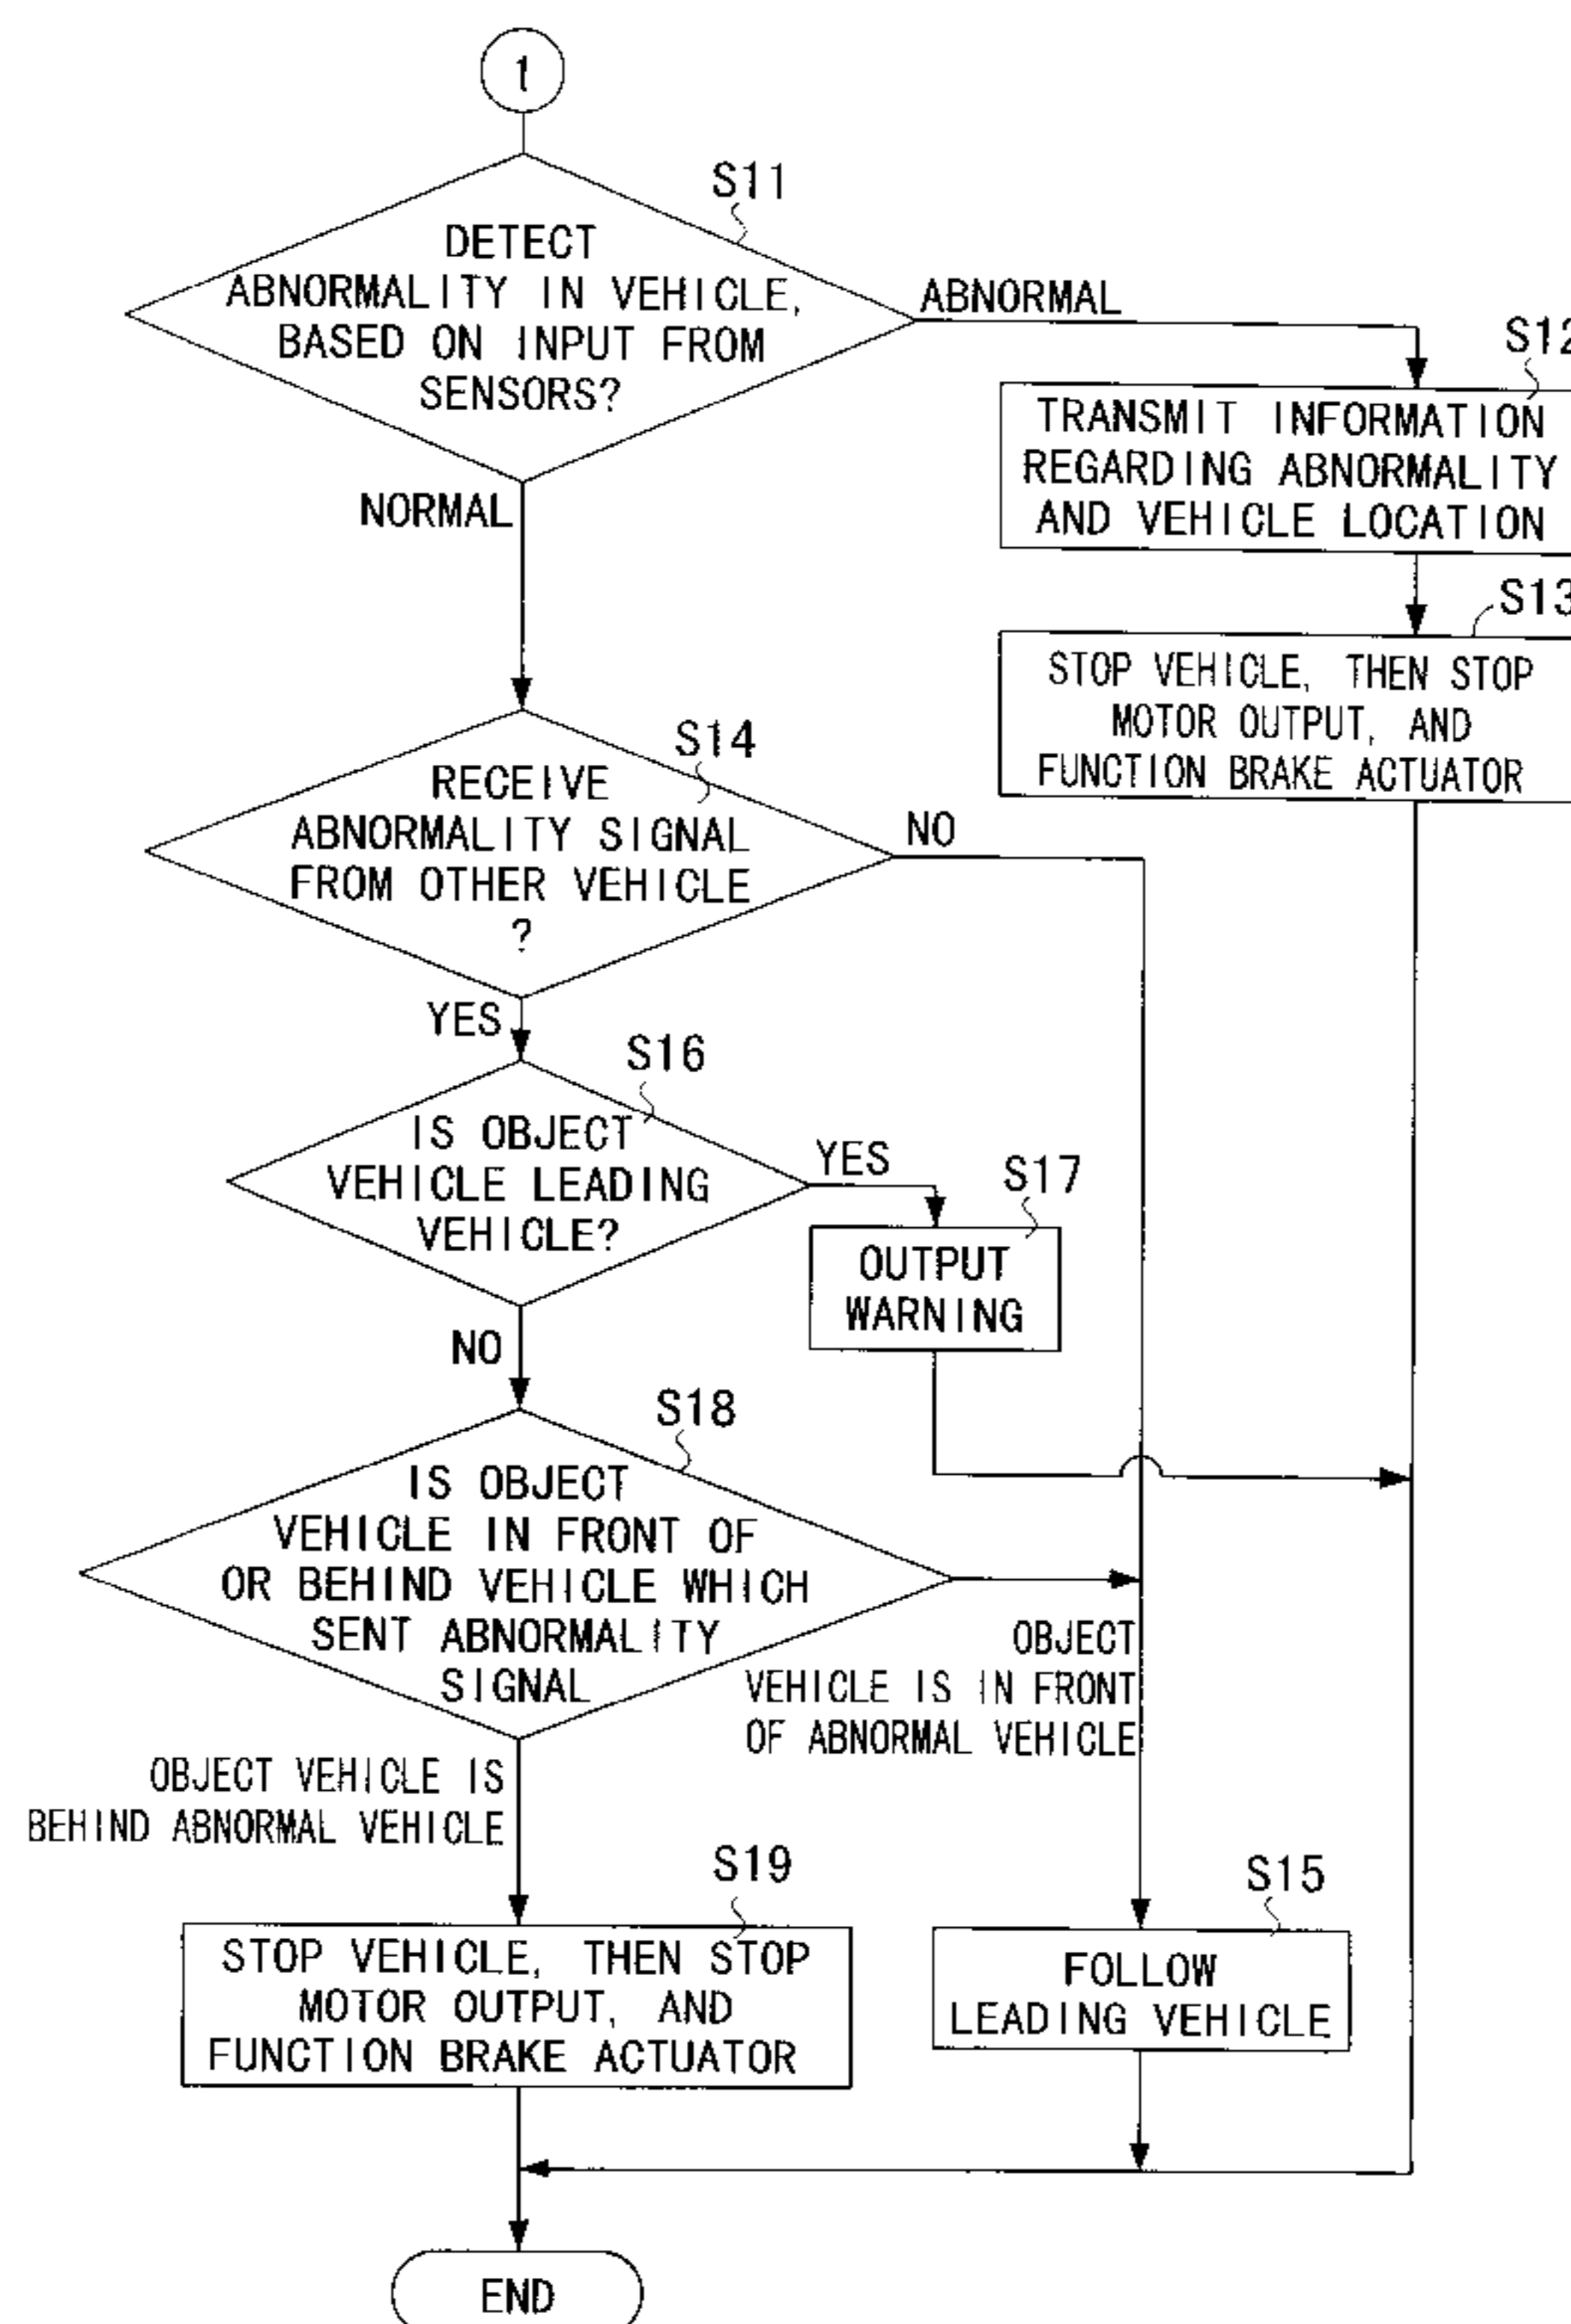 1
S11
DETECT
ABNORMALITY IN VEHICLE,
BASED ON INPUT FROM
SENSORS?
ABNORMAL
NORMAL
S12
TRANSMIT INFORMATION
REGARDING ABNORMALITY
AND VEHICLE LOCATION
S13
STOP VEHICLE, THEN STOP
MOTOR OUTPUT, AND
FUNCTION BRAKE ACTUATOR
S14
RECEIVE
ABNORMALITY SIGNAL
FROM OTHER VEHICLE
?
NO
YES
S16
IS OBJECT
VEHICLE LEADING
VEHICLE?
YES
S17
OUTPUT
WARNING
NO
S18
IS OBJECT
VEHICLE IN FRONT OF
OR BEHIND VEHICLE WHICH
SENT ABNORMALITY
SIGNAL
OBJECT
VEHICLE IS IN FRONT
OF ABNORMAL VEHICLE
OBJECT VEHICLE IS
BEHIND ABNORMAL VEHICLE
S19
STOP VEHICLE, THEN STOP
MOTOR OUTPUT, AND
FUNCTION BRAKE ACTUATOR
S15
FOLLOW
LEADING VEHICLE
END